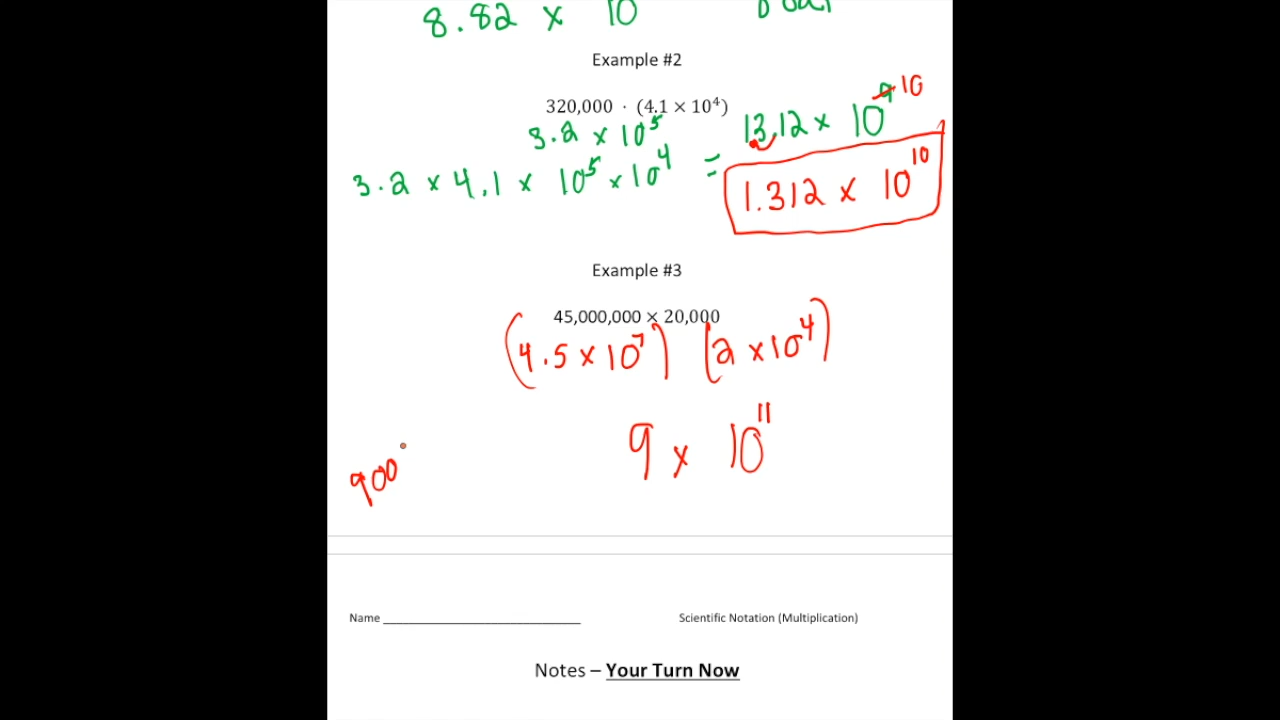 8.82 x 10
Example #2
320,000 · (4.1 × 10⁴)
3.2 x 10⁵
13.12 x 10⁹ 10
3.2 x 4.1 x 10⁵ x 10⁴ =
1.312 x 10¹⁰
Example #3
45,000,000 × 20,000
(4.5 x 10⁷) (2 x 10⁴)
9 x 10¹¹
900
Name ______________________________ Scientific Notation (Multiplication)
Notes – Your Turn Now